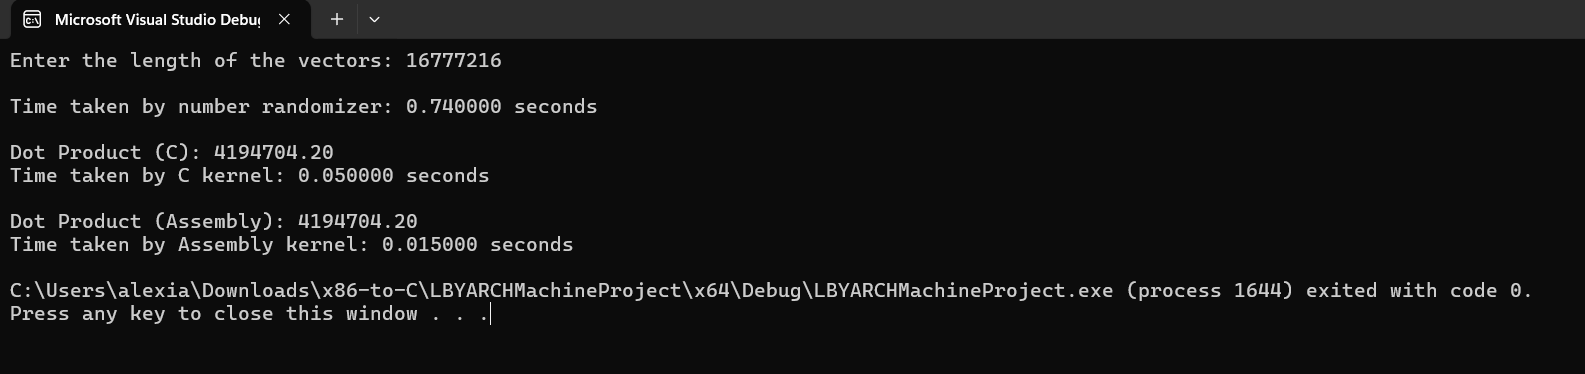 Microsoft Visual Studio Debu
Enter the length of the vectors: 16777216
Time taken by number randomizer: 0.740000 seconds
Dot Product (C): 4194704.20
Time taken by C kernel: 0.050000 seconds
Dot Product (Assembly): 4194704.20
Time taken by Assembly kernel: 0.015000 seconds
C:\Users\alexia\Downloads\x86-to-C\LBYARCHMachineProject\x64\Debug\LBYARCHMachineProject.exe (process 1644) exited with code 0.
Press any key to close this window . . .